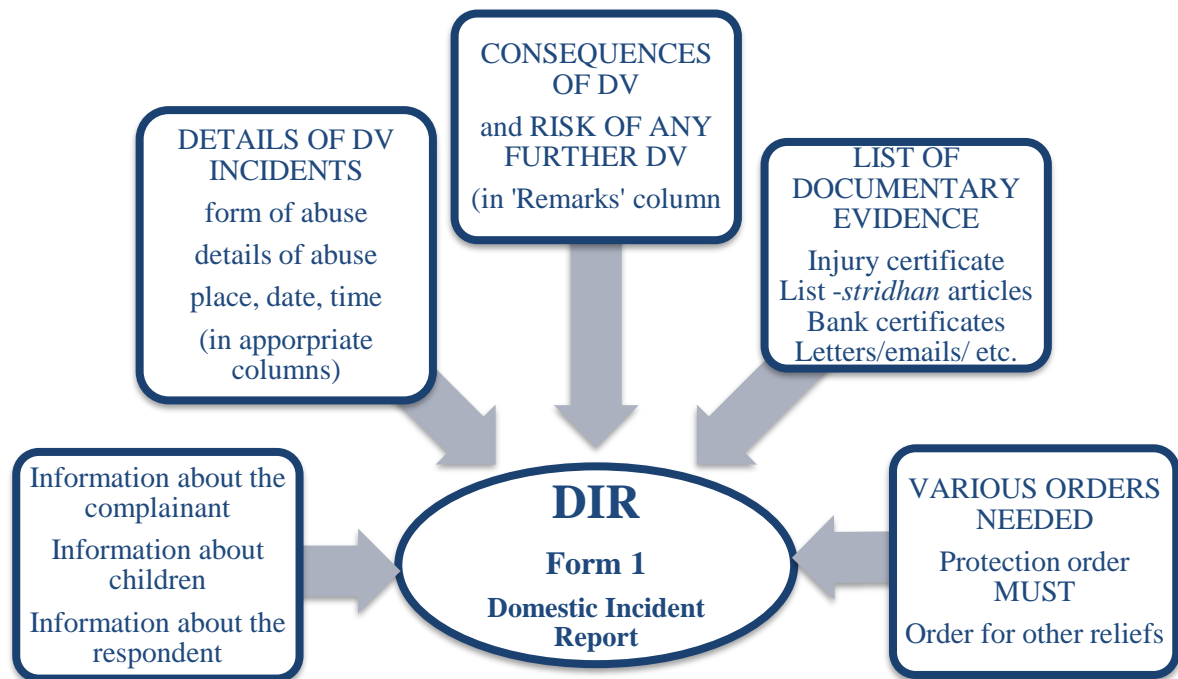 CONSEQUENCES
OF DV
and RISK OF ANY
FURTHER DV
(in 'Remarks' column
DETAILS OF DV
INCIDENTS
form of abuse
details of abuse
place, date, time
(in apporpriate
columns)
LIST OF
DOCUMENTARY
EVIDENCE
Injury certificate
List -stridhan articles
Bank certificates
Letters/emails/ etc.
Information about the
complainant
Information about
children
Information about the
respondent
DIR
Form 1
Domestic Incident
Report
VARIOUS ORDERS
NEEDED
Protection order
MUST
Order for other reliefs